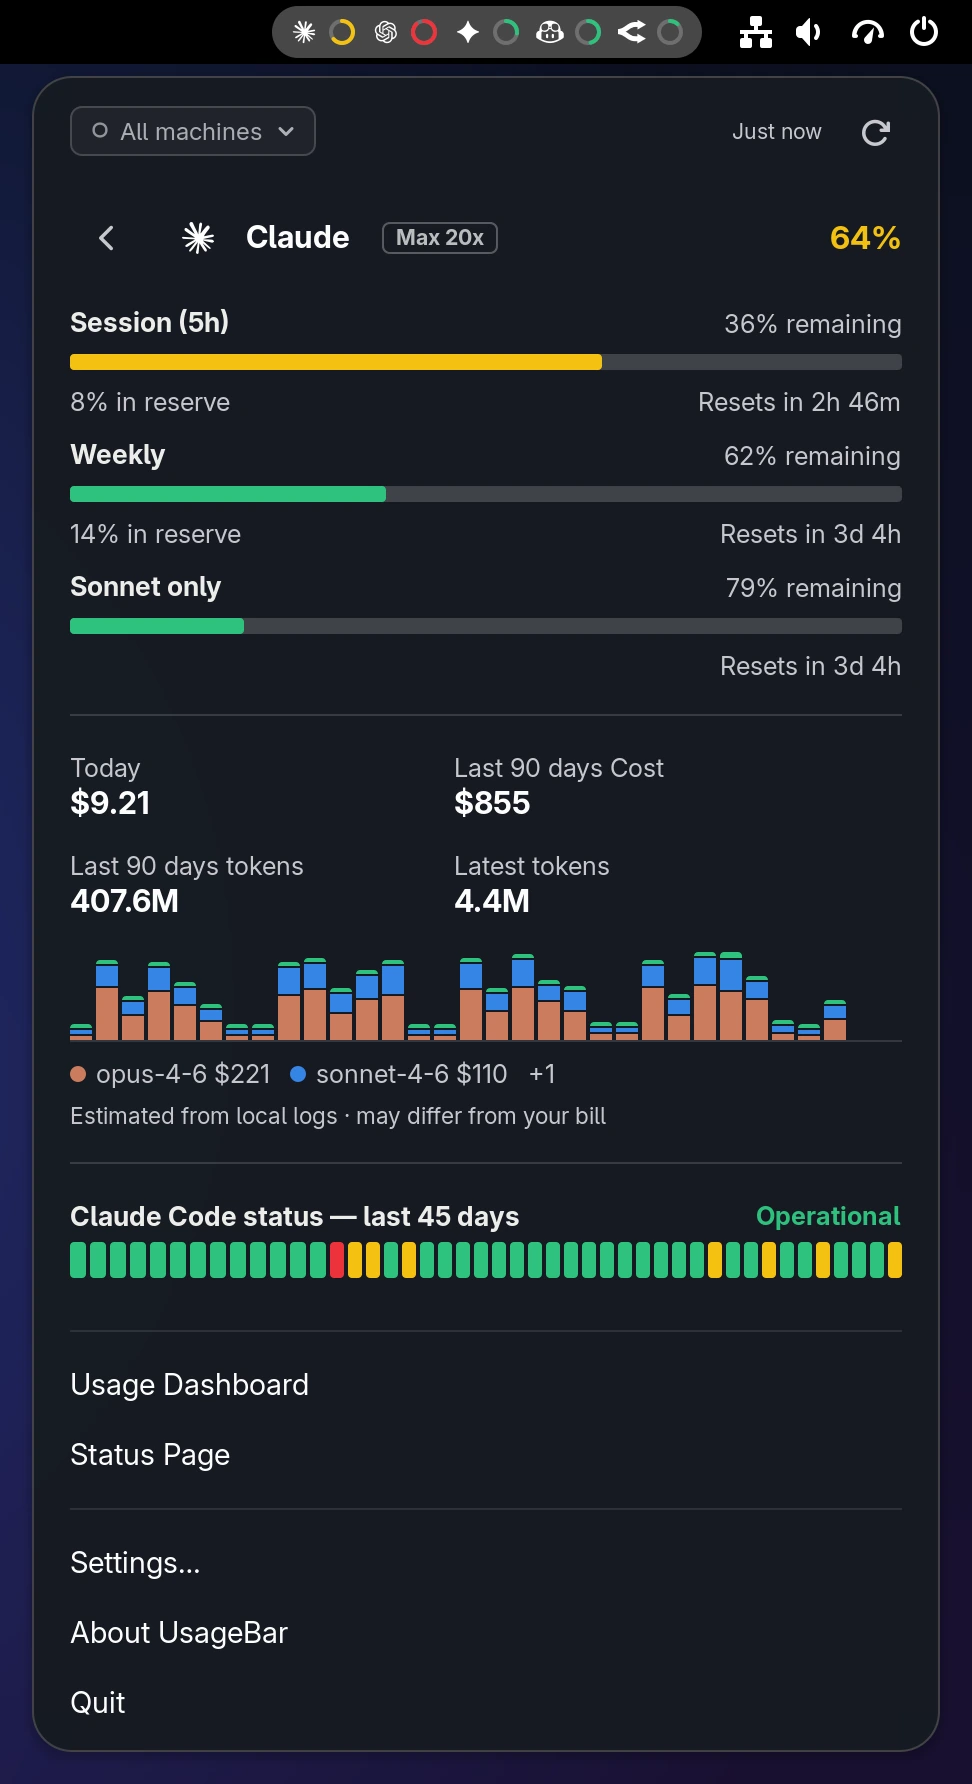 All machines
Just now
Claude
Max 20x
64%
Session (5h)
36% remaining
8% in reserve
Resets in 2h 46m
Weekly
62% remaining
14% in reserve
Resets in 3d 4h
Sonnet only
79% remaining
Resets in 3d 4h
Today
Last 90 days Cost
$9.21
$855
Last 90 days tokens
Latest tokens
407.6M
4.4M
opus-4-6 $221
sonnet-4-6 $110
+1
Estimated from local logs · may differ from your bill
Claude Code status — last 45 days
Operational
Usage Dashboard
Status Page
Settings...
About UsageBar
Quit